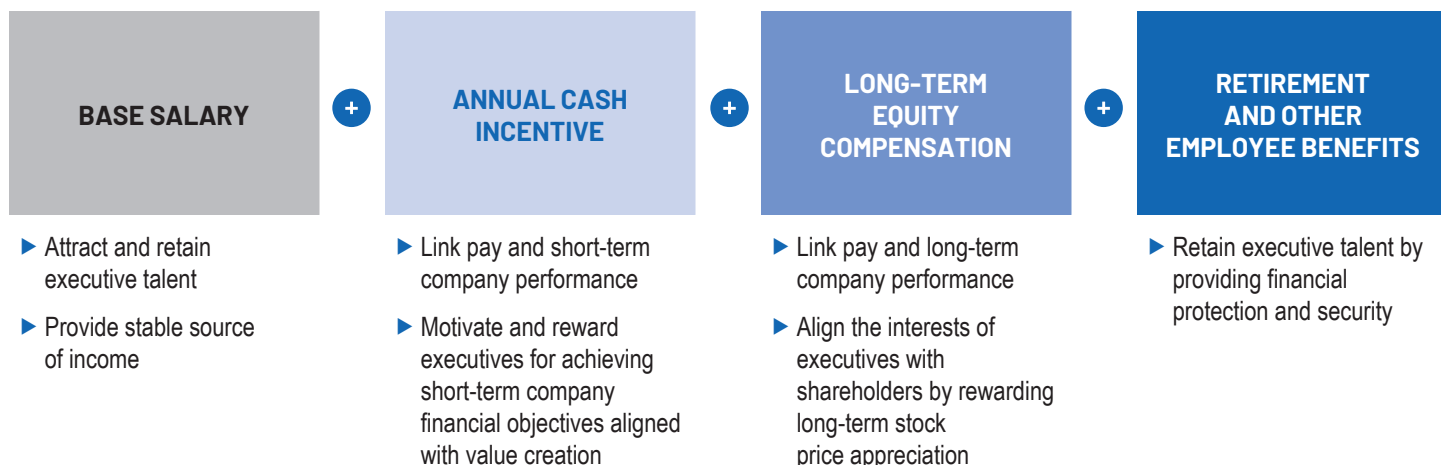 BASE SALARY
+
ANNUAL CASH
INCENTIVE
+
LONG-TERM
EQUITY
COMPENSATION
+
RETIREMENT
AND OTHER
EMPLOYEE BENEFITS
▶ Attract and retain
executive talent
▶ Provide stable source
of income
▶ Link pay and short-term
company performance
▶ Motivate and reward
executives for achieving
short-term company
financial objectives aligned
with value creation
▶ Link pay and long-term
company performance
▶ Align the interests of
executives with
shareholders by rewarding
long-term stock
price appreciation
▶ Retain executive talent by
providing financial
protection and security